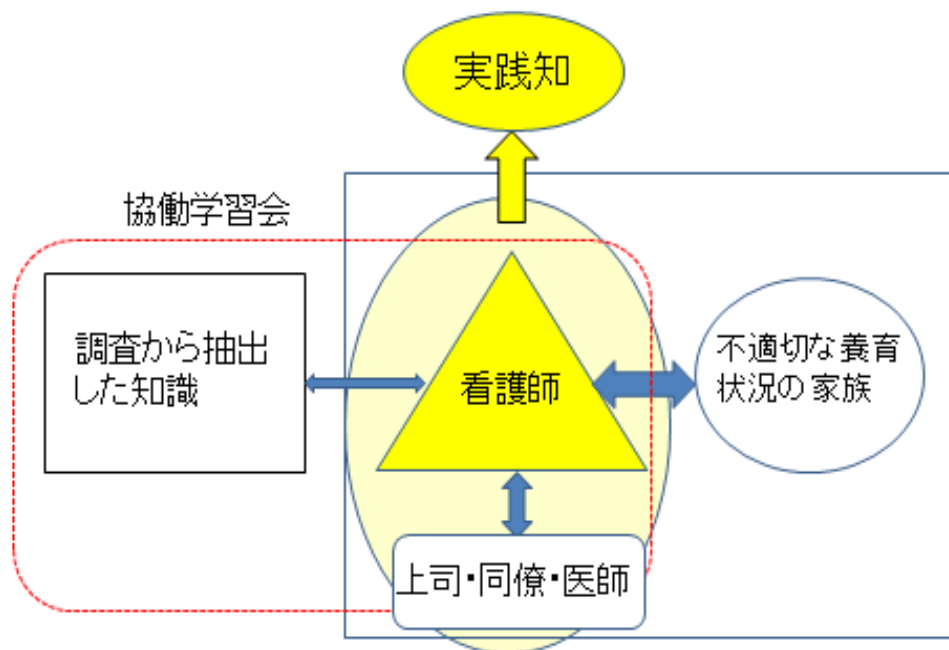 実践知
協働学習会
調査から抽出
した知識
看護師
不適切な養育
状況の家族
上司・同僚・医師